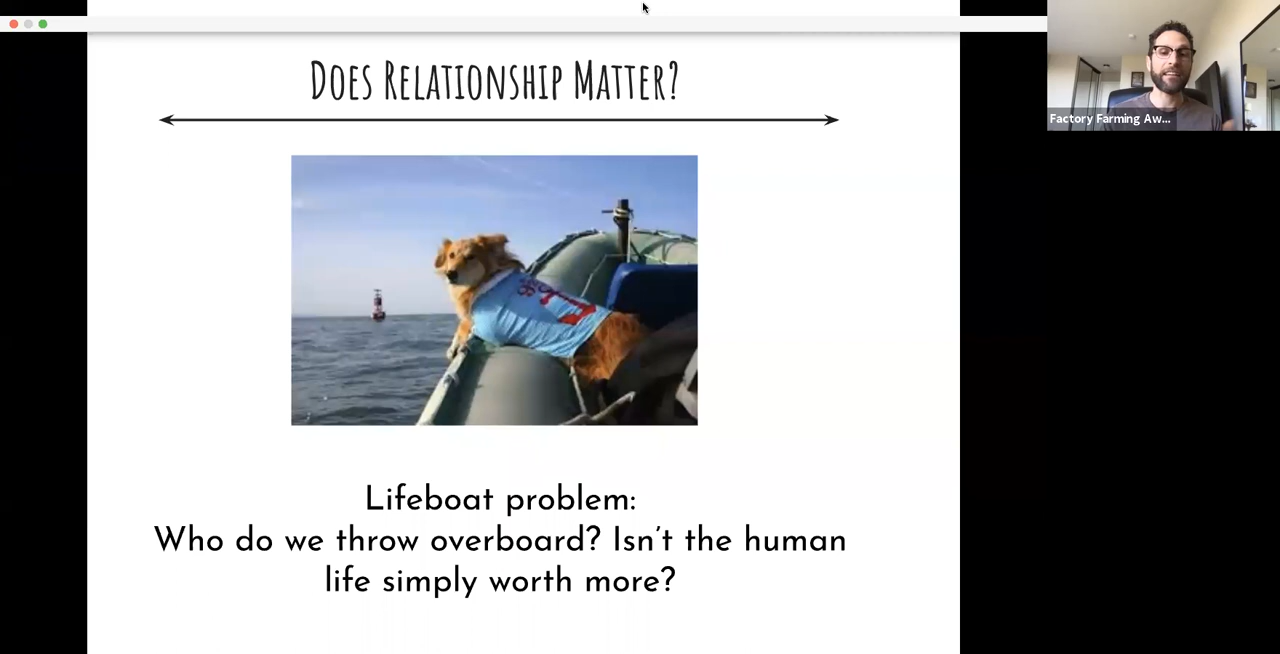 Does Relationship Matter?
Factory Farming Aw...
Lifeboat problem:
Who do we throw overboard? Isn't the human
life simply worth more?